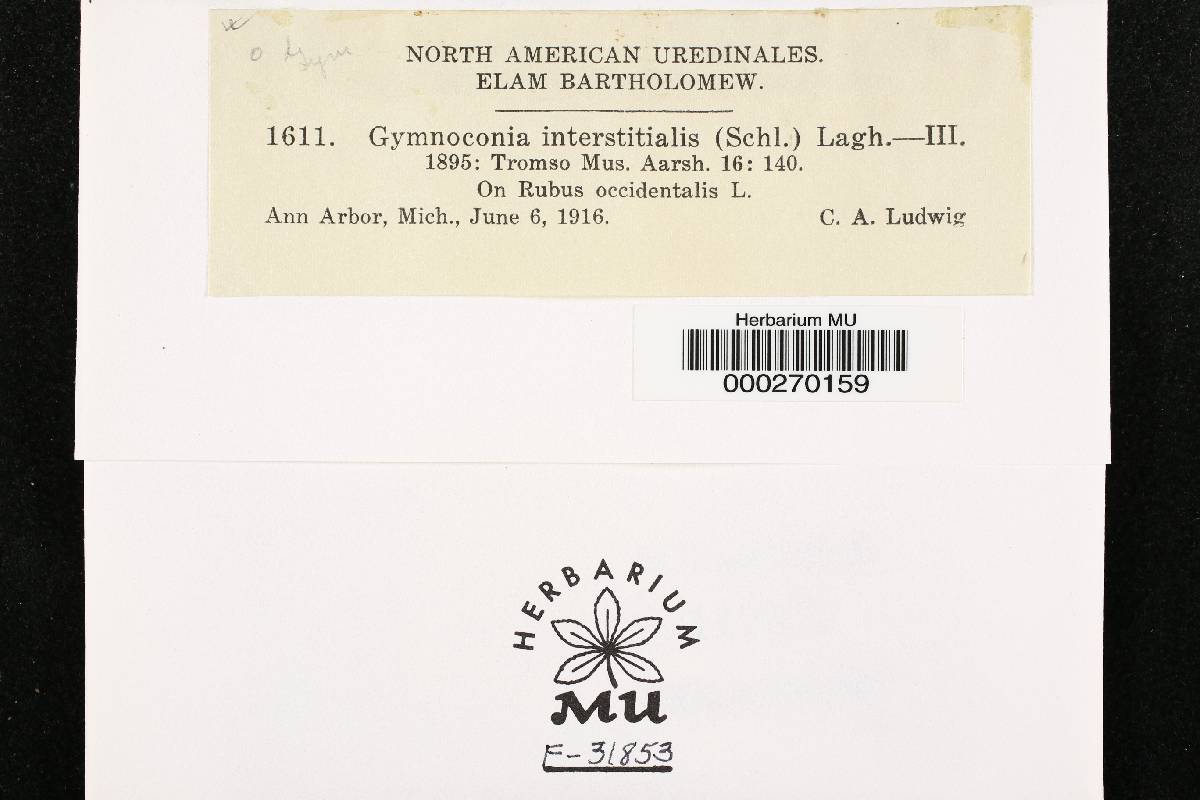 o Gym
NORTH AMERICAN UREDINALES.
ELAM BARTHOLOMEW.
1611. Gymnoconia interstitialis (Schl.) Lagh.—III.
1895: Tromso Mus. Aarsh. 16: 140.
On Rubus occidentalis L.
Ann Arbor, Mich., June 6, 1916. C. A. Ludwig
Herbarium MU
000270159
HERBARIUM
MU
F-31853